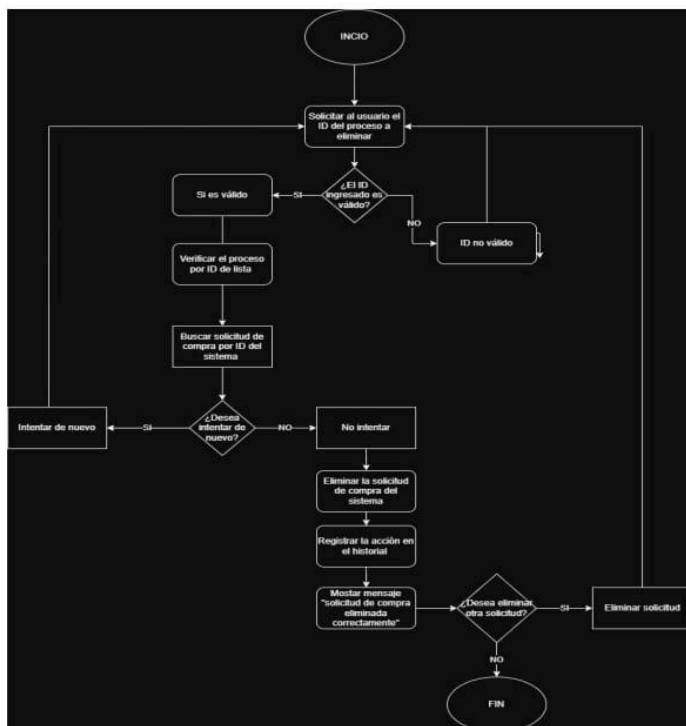 INCIO
Solicitar al usuario el
ID del proceso a
eliminar
¿El ID
ingresado es
válido?
SI
Si es válido
NO
ID no válido
Verificar el proceso
por ID de lista
Buscar solicitud de
compra por ID del
sistema
¿Desea
intentar de
nuevo?
SI
Intentar de nuevo
NO
No intentar
Eliminar la solicitud
de compra del
sistema
Registrar la acción en
el historial
Mostar mensaje
"solicitud de compra
eliminada
correctamente"
¿Desea eliminar
otra solicitud?
SI
Eliminar solicitud
NO
FIN